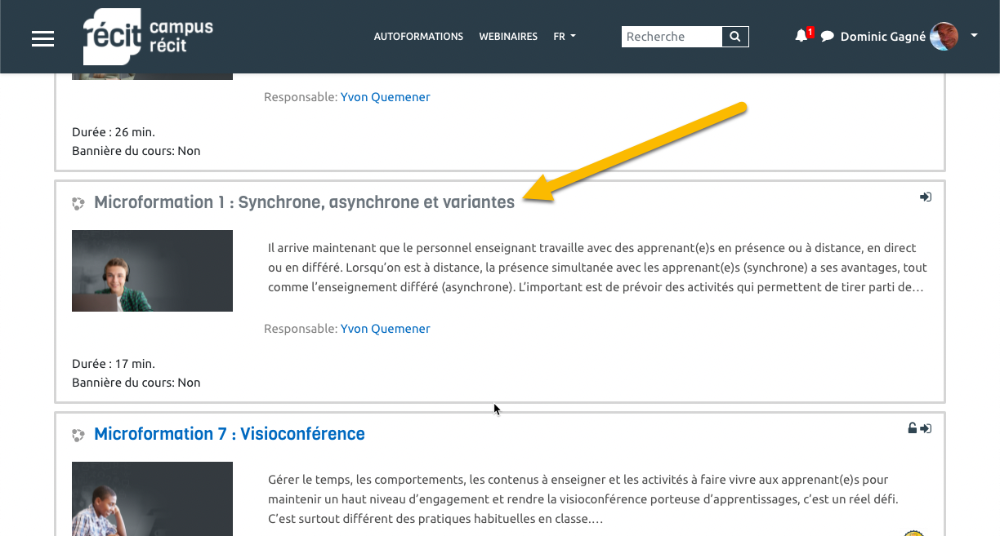 récit campus récit
AUTOFORMATIONS WEBINAIRES FR Recherche 1 Dominic Gagné
Responsable: Yvon Quemener
Durée : 26 min.
Bannière du cours: Non
Microformation 1 : Synchrone, asynchrone et variantes
Il arrive maintenant que le personnel enseignant travaille avec des apprenant(e)s en présence ou à distance, en direct
ou en différé. Lorsqu’on est à distance, la présence simultanée avec les apprenant(e)s (synchrone) a ses avantages, tout
comme l’enseignement différé (asynchrone). L’important est de prévoir des activités qui permettent de tirer parti de…
Responsable: Yvon Quemener
Durée : 17 min.
Bannière du cours: Non
Microformation 7 : Visioconférence
Gérer le temps, les comportements, les contenus à enseigner et les activités à faire vivre aux apprenant(e)s pour
maintenir un haut niveau d’engagement et rendre la visioconférence porteuse d’apprentissages, c’est un réel défi.
C’est surtout différent des pratiques habituelles en classe.…